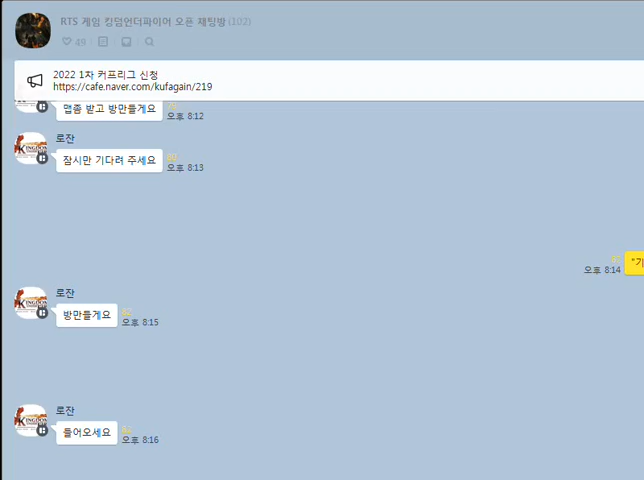 RTS 게임 킹덤언더파이어 오픈 채팅방 (102)
49
2022 1차 커프리그 신청
https://cafe.naver.com/kufagain/219
맵좀 받고 방만들게요
오후 8:12
로잔
잠시만 기다려 주세요
오후 8:13
오후 8:14
"기
로잔
방만들게요
오후 8:15
로잔
들어오세요
오후 8:16